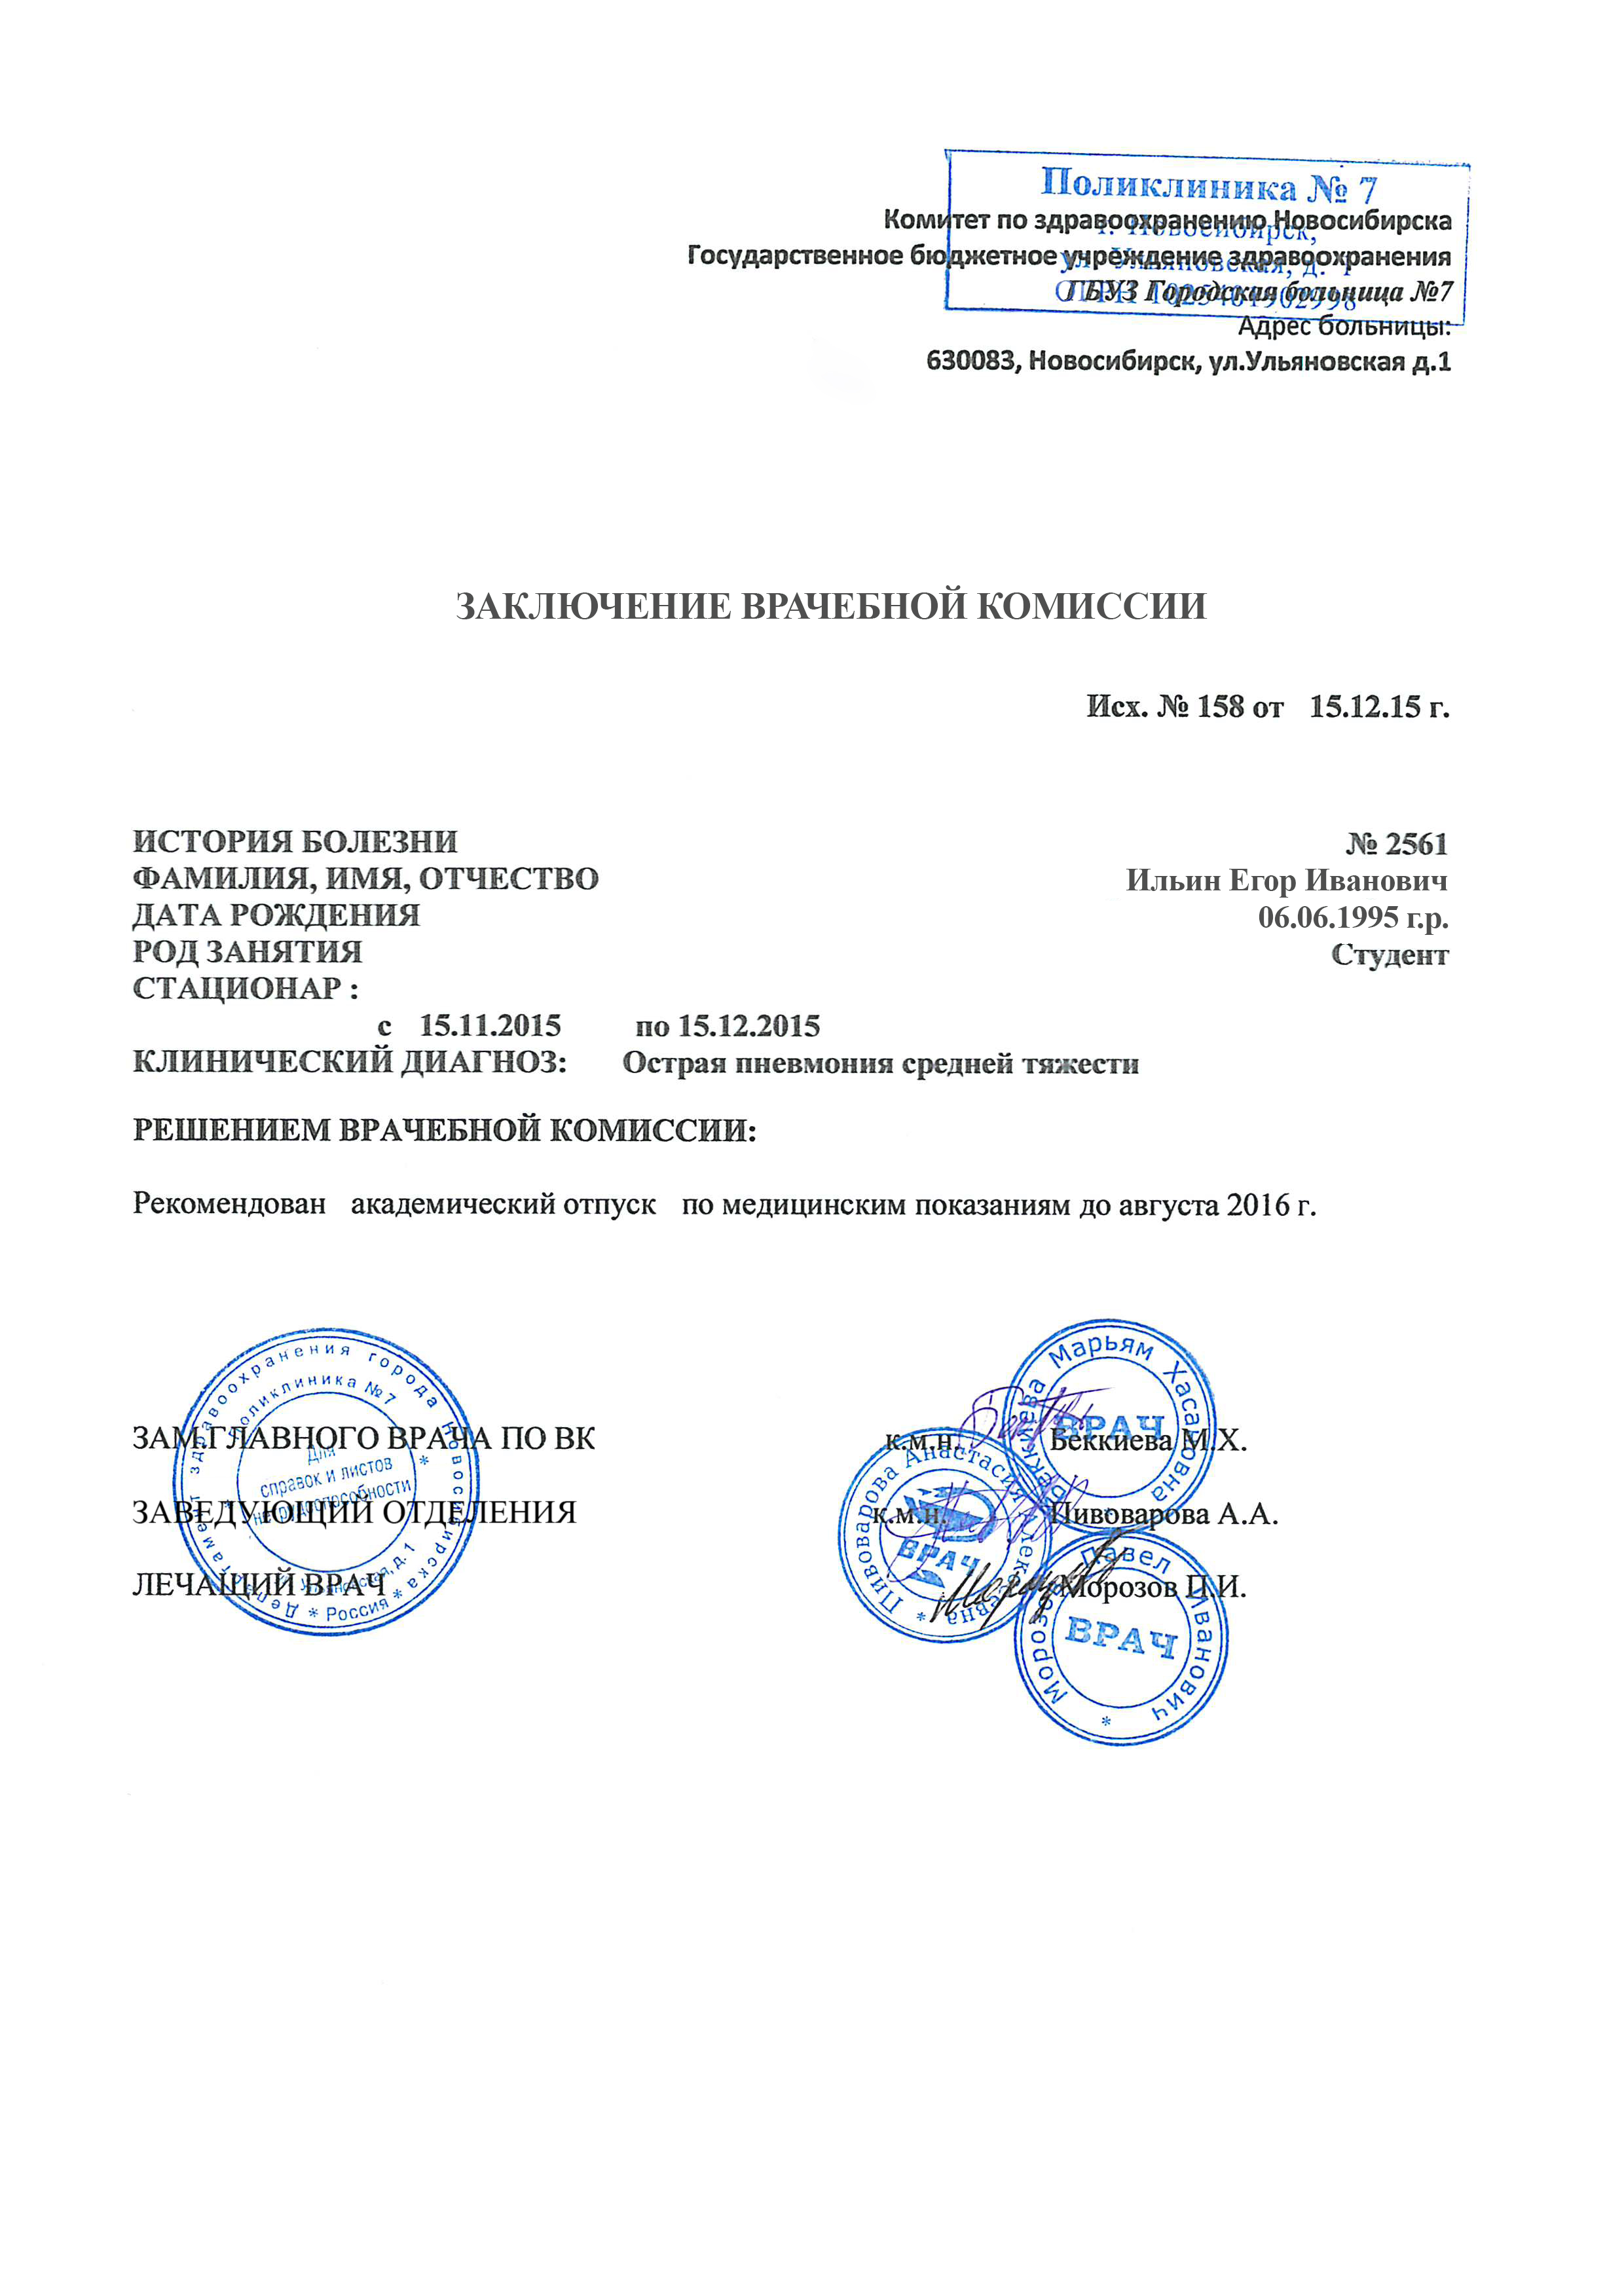 Поликлиника № 7
г. Новосибирск,
ул. Ульяновская, д. 1
ОГРН
Комитет по здравоохранению Новосибирска
Государственное бюджетное учреждение здравоохранения
ГБУЗ Городская больница №7
Адрес больницы:
630083, Новосибирск, ул.Ульяновская д.1
ЗАКЛЮЧЕНИЕ ВРАЧЕБНОЙ КОМИССИИ
Исх. № 158 от 15.12.15 г.
ИСТОРИЯ БОЛЕЗНИ № 2561
ФАМИЛИЯ, ИМЯ, ОТЧЕСТВО Ильин Егор Иванович
ДАТА РОЖДЕНИЯ 06.06.1995 г.р.
РОД ЗАНЯТИЯ Студент
СТАЦИОНАР :
с 15.11.2015 по 15.12.2015
КЛИНИЧЕСКИЙ ДИАГНОЗ: Острая пневмония средней тяжести
РЕШЕНИЕМ ВРАЧЕБНОЙ КОМИССИИ:
Рекомендован академический отпуск по медицинским показаниям до августа 2016 г.
ЗАМ.ГЛАВНОГО ВРАЧА ПО ВК к.м.н. Беккиева М.Х.
ЗАВЕДУЮЩИЙ ОТДЕЛЕНИЯ к.м.н. Пивоварова А.А.
ЛЕЧАЩИЙ ВРАЧ Морозов П.И.
Департамент здравоохранения города Новосибирска * Россия *
Поликлиника № 7
Для
справок и листов
нетрудоспособности
Ульяновская, д. 1
Беккиева Марьям Хасановна
ВРАЧ
Пивоварова Анастасия Алексеевна *
ВРАЧ
Морозов Павел Иванович *
ВРАЧ